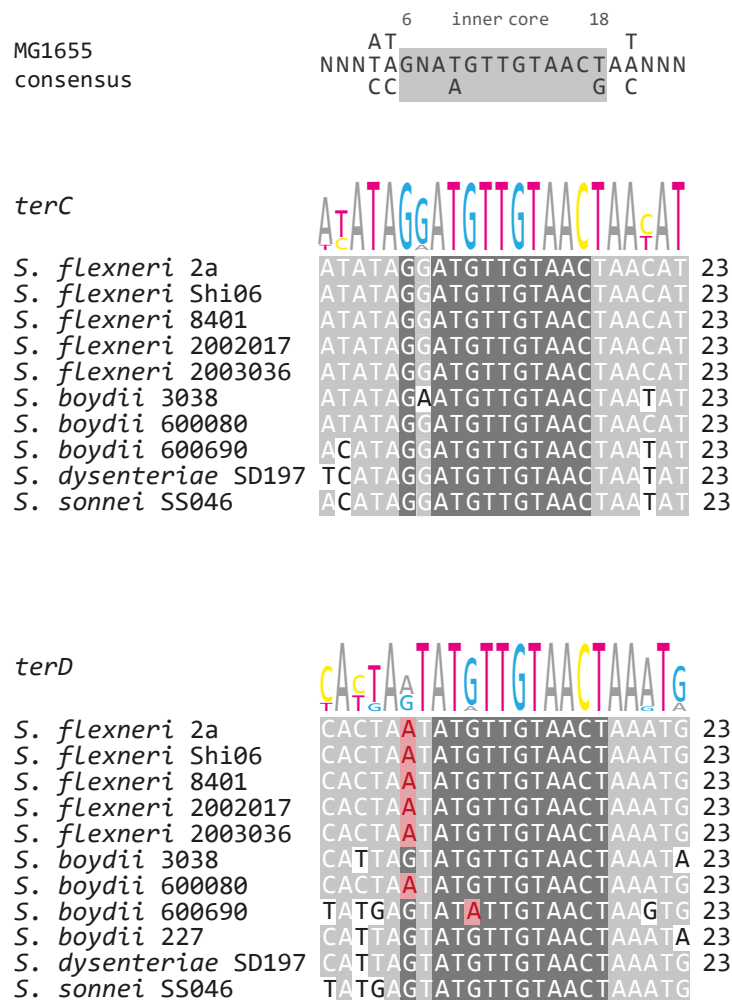 6 inner core 18
AT T
MG1655 NNNTAGNATGTTGTAACTAANNN
consensus CC A G C
terC ATATAGGATGTTGTAACTAACAT
T C A T
S. flexneri 2a ATATAGGATGTTGTAACTAACAT 23
S. flexneri Shi06 ATATAGGATGTTGTAACTAACAT 23
S. flexneri 8401 ATATAGGATGTTGTAACTAACAT 23
S. flexneri 2002017 ATATAGGATGTTGTAACTAACAT 23
S. flexneri 2003036 ATATAGGATGTTGTAACTAACAT 23
S. boydii 3038 ATATAGAATGTTGTAACTAATAT 23
S. boydii 600080 ATATAGGATGTTGTAACTAACAT 23
S. boydii 600690 ACATAGGATGTTGTAACTAATAT 23
S. dysenteriae SD197 TCATAGGATGTTGTAACTAATAT 23
S. sonnei SS046 ACATAGGATGTTGTAACTAATAT 23
terD CACTAATATGTTGTAACTAAATG
T T G G A G A
S. flexneri 2a CACTAATATGTTGTAACTAAATG 23
S. flexneri Shi06 CACTAATATGTTGTAACTAAATG 23
S. flexneri 8401 CACTAATATGTTGTAACTAAATG 23
S. flexneri 2002017 CACTAATATGTTGTAACTAAATG 23
S. flexneri 2003036 CACTAATATGTTGTAACTAAATG 23
S. boydii 3038 CATTAGTATGTTGTAACTAAATA 23
S. boydii 600080 CACTAATATGTTGTAACTAAATG 23
S. boydii 600690 TATGAGTATATTGTAACTAAGTG 23
S. boydii 227 CATTAGTATGTTGTAACTAAATA 23
S. dysenteriae SD197 CATTAGTATGTTGTAACTAAATG 23
S. sonnei SS046 TATGAGTATGTTGTAACTAAATG